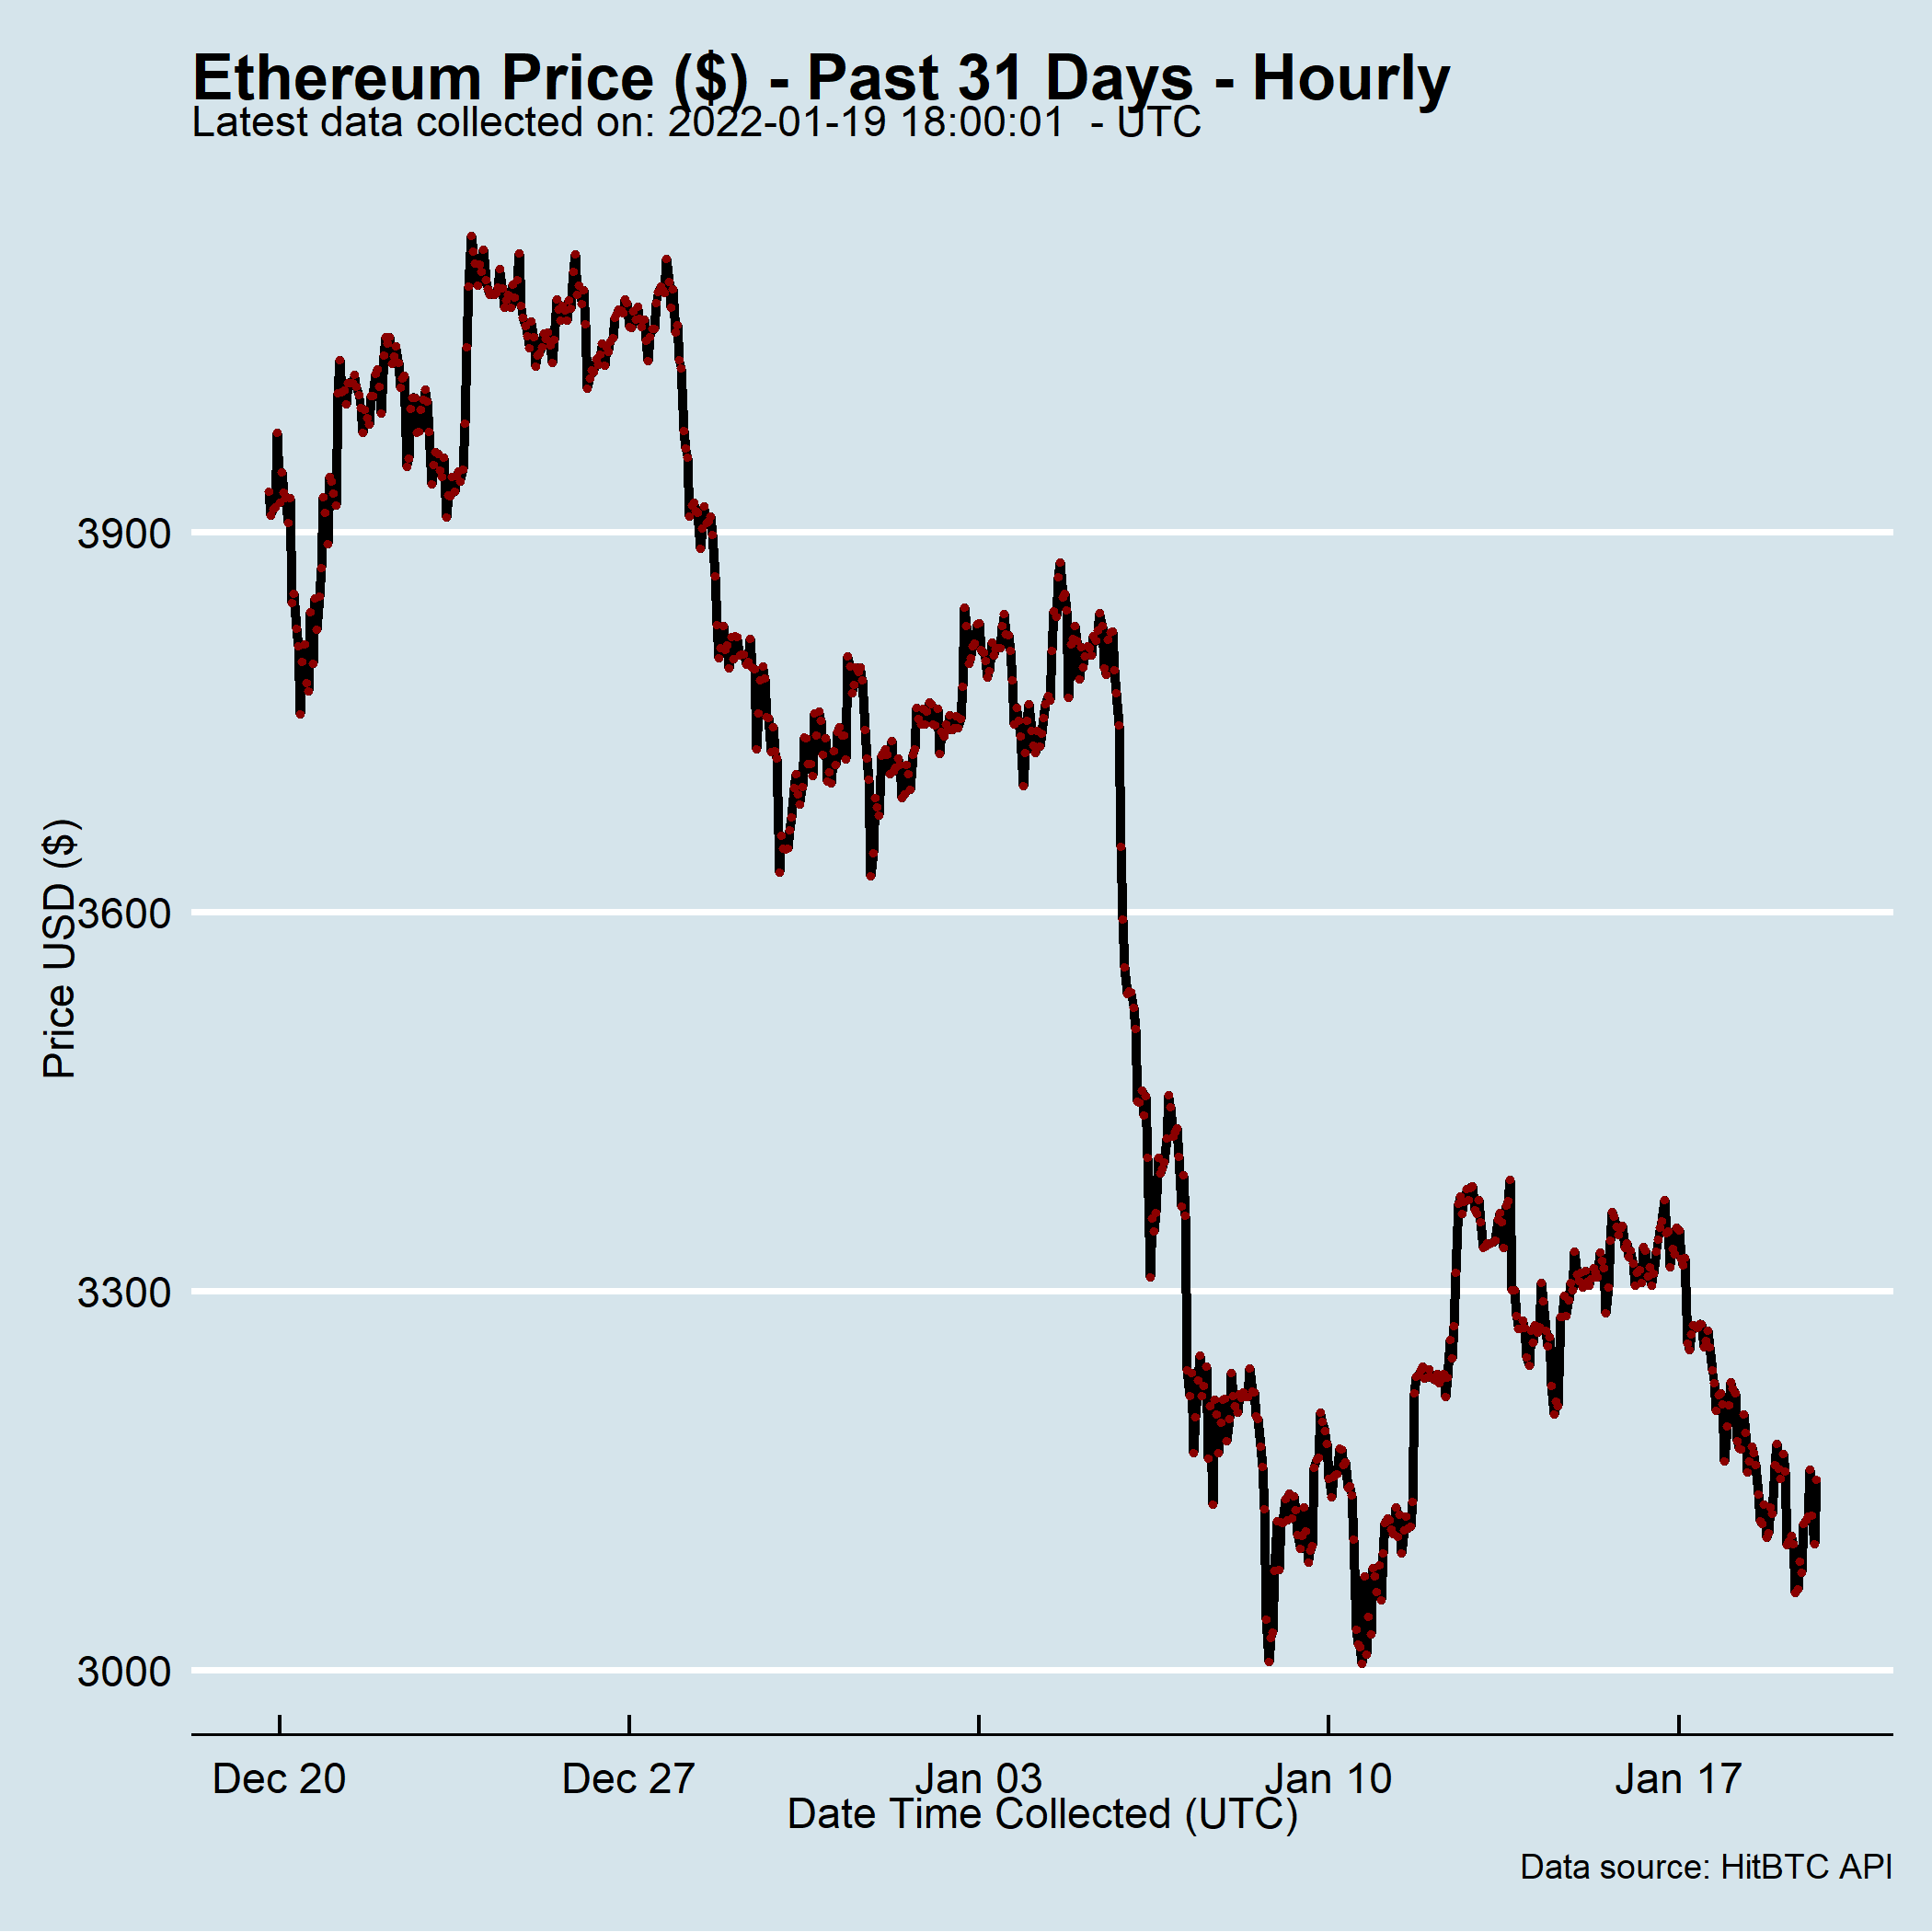 Ethereum Price ($) - Past 31 Days - Hourly
Latest data collected on: 2022-01-19 18:00:01  - UTC
Price USD ($)
3900
3600
3300
3000
Dec 20 Dec 27 Jan 03 Jan 10 Jan 17
Date Time Collected (UTC)
Data source: HitBTC API